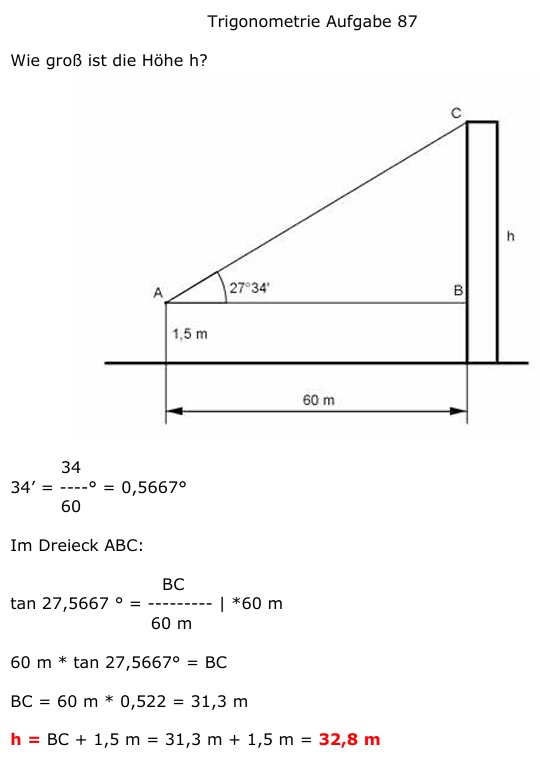 Trigonometrie Aufgabe 87
Wie groß ist die Höhe h?
C
h
A
27°34'
B
1,5 m
60 m
34
34′ = ----° = 0,5667°
60
Im Dreieck ABC:
BC
tan 27,5667 ° = --------- | *60 m
60 m
60 m * tan 27,5667° = BC
BC = 60 m * 0,522 = 31,3 m
h = BC + 1,5 m = 31,3 m + 1,5 m = 32,8 m